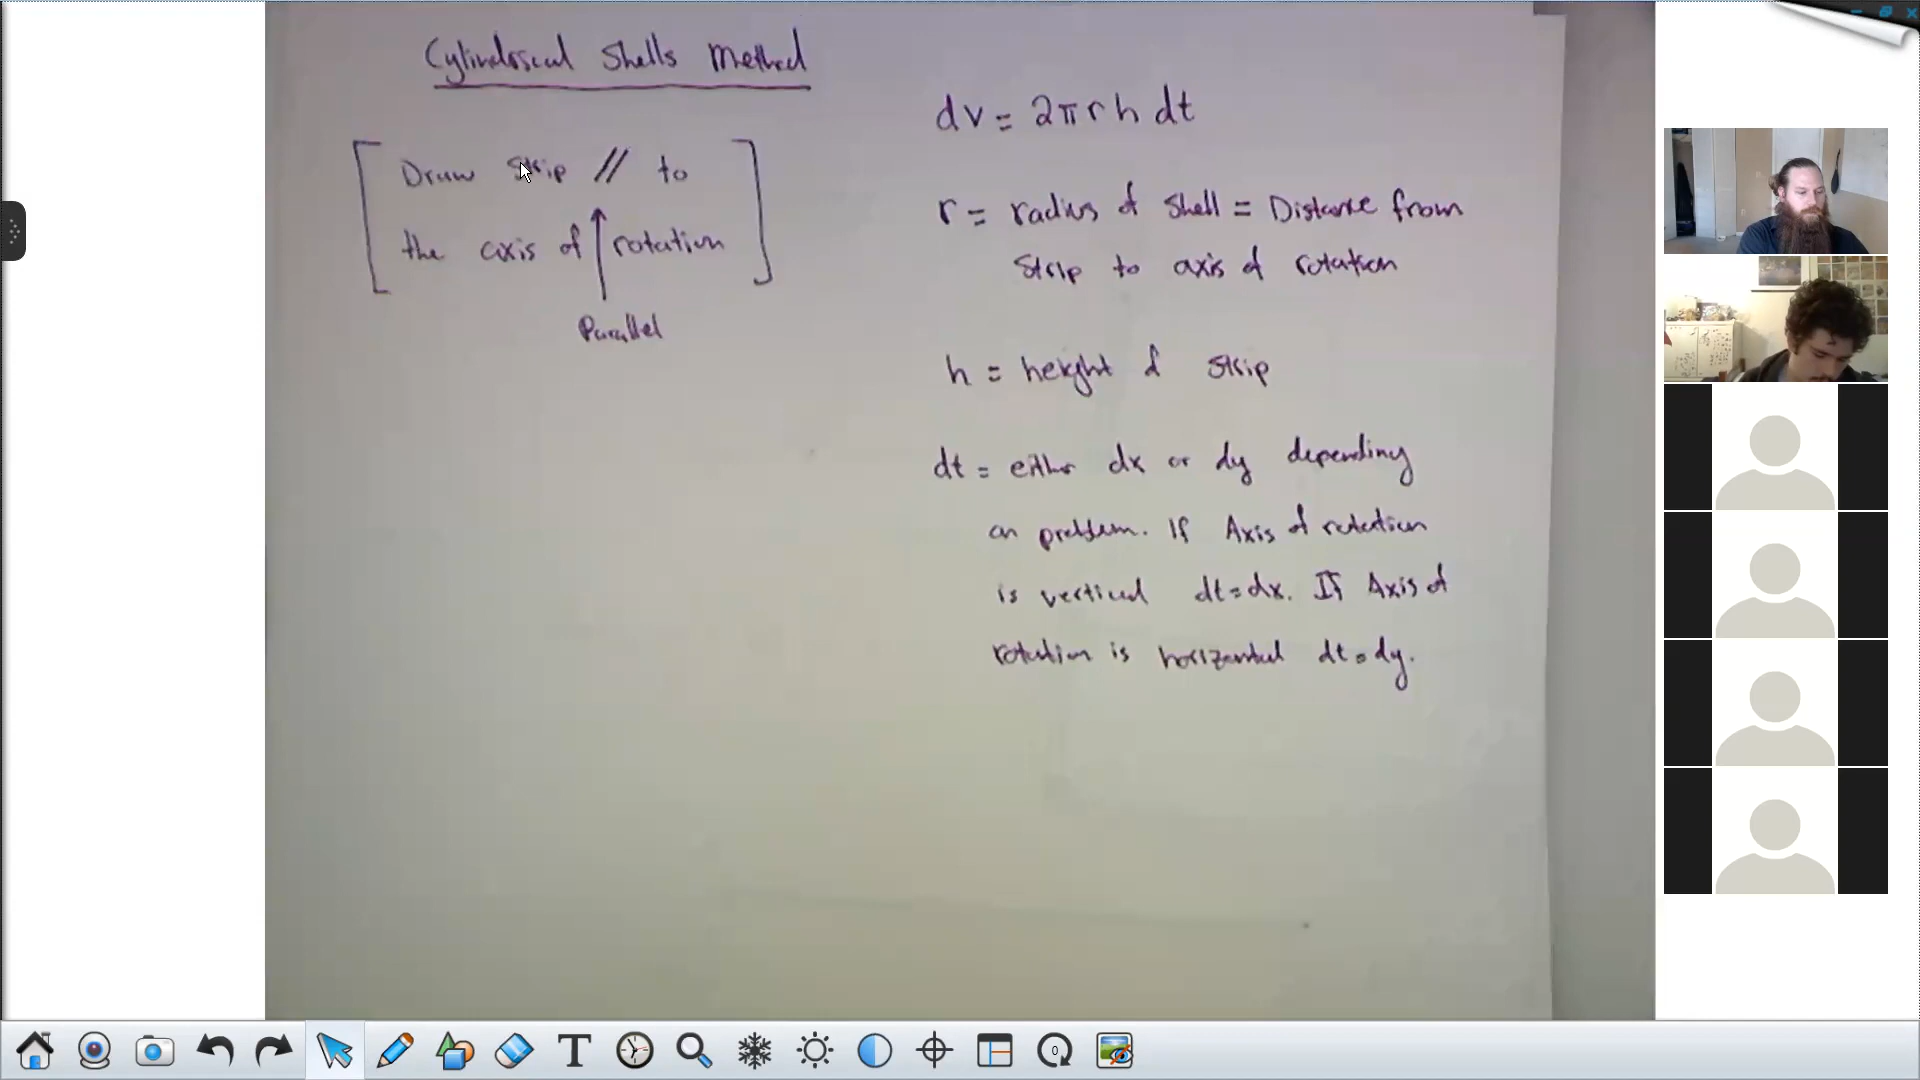 Cylindrical Shells Method
[Draw Strip // to
the axis of rotation]
Parallel
dv = 2πrh dt
r = radius of Shell = Distance from
Strip to axis of rotation
h = height of Strip
dt = either dx or dy depending
on problem. If Axis of rotation
is vertical dt=dx. If Axis of
rotation is horizontal dt=dy.
T
0